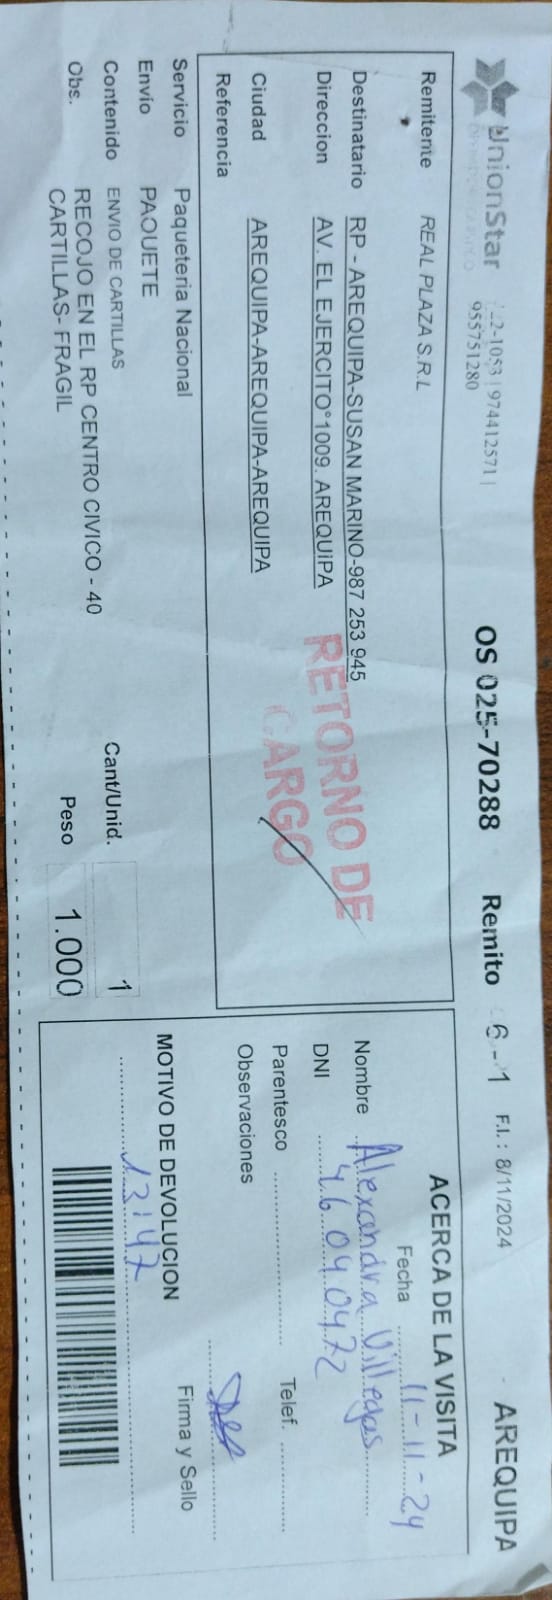 UnionStar
974412571 |
955751280
OS 025-70288
Remito
6-1
F.I.: 8/11/2024
AREQUIPA
Remitente REAL PLAZA S.R.L
Destinatario RP - AREQUIPA-SUSAN MARINO-987 253 945
Direccion AV. EL EJERCITO°1009. AREQUIPA
Ciudad AREQUIPA-AREQUIPA-AREQUIPA
Referencia
RETORNO DE
CARGO
Servicio Paqueteria Nacional
Envío PAQUETE
Contenido ENVIO DE CARTILLAS
Obs. RECOJO EN EL RP CENTRO CIVICO - 40
CARTILLAS- FRAGIL
Cant/Unid. 1
Peso 1.000
ACERCA DE LA VISITA
Fecha 11-11-24
Nombre Alexandra Villegas
DNI 46040472
Parentesco Telef.
Observaciones
Firma y Sello
MOTIVO DE DEVOLUCION
13:47